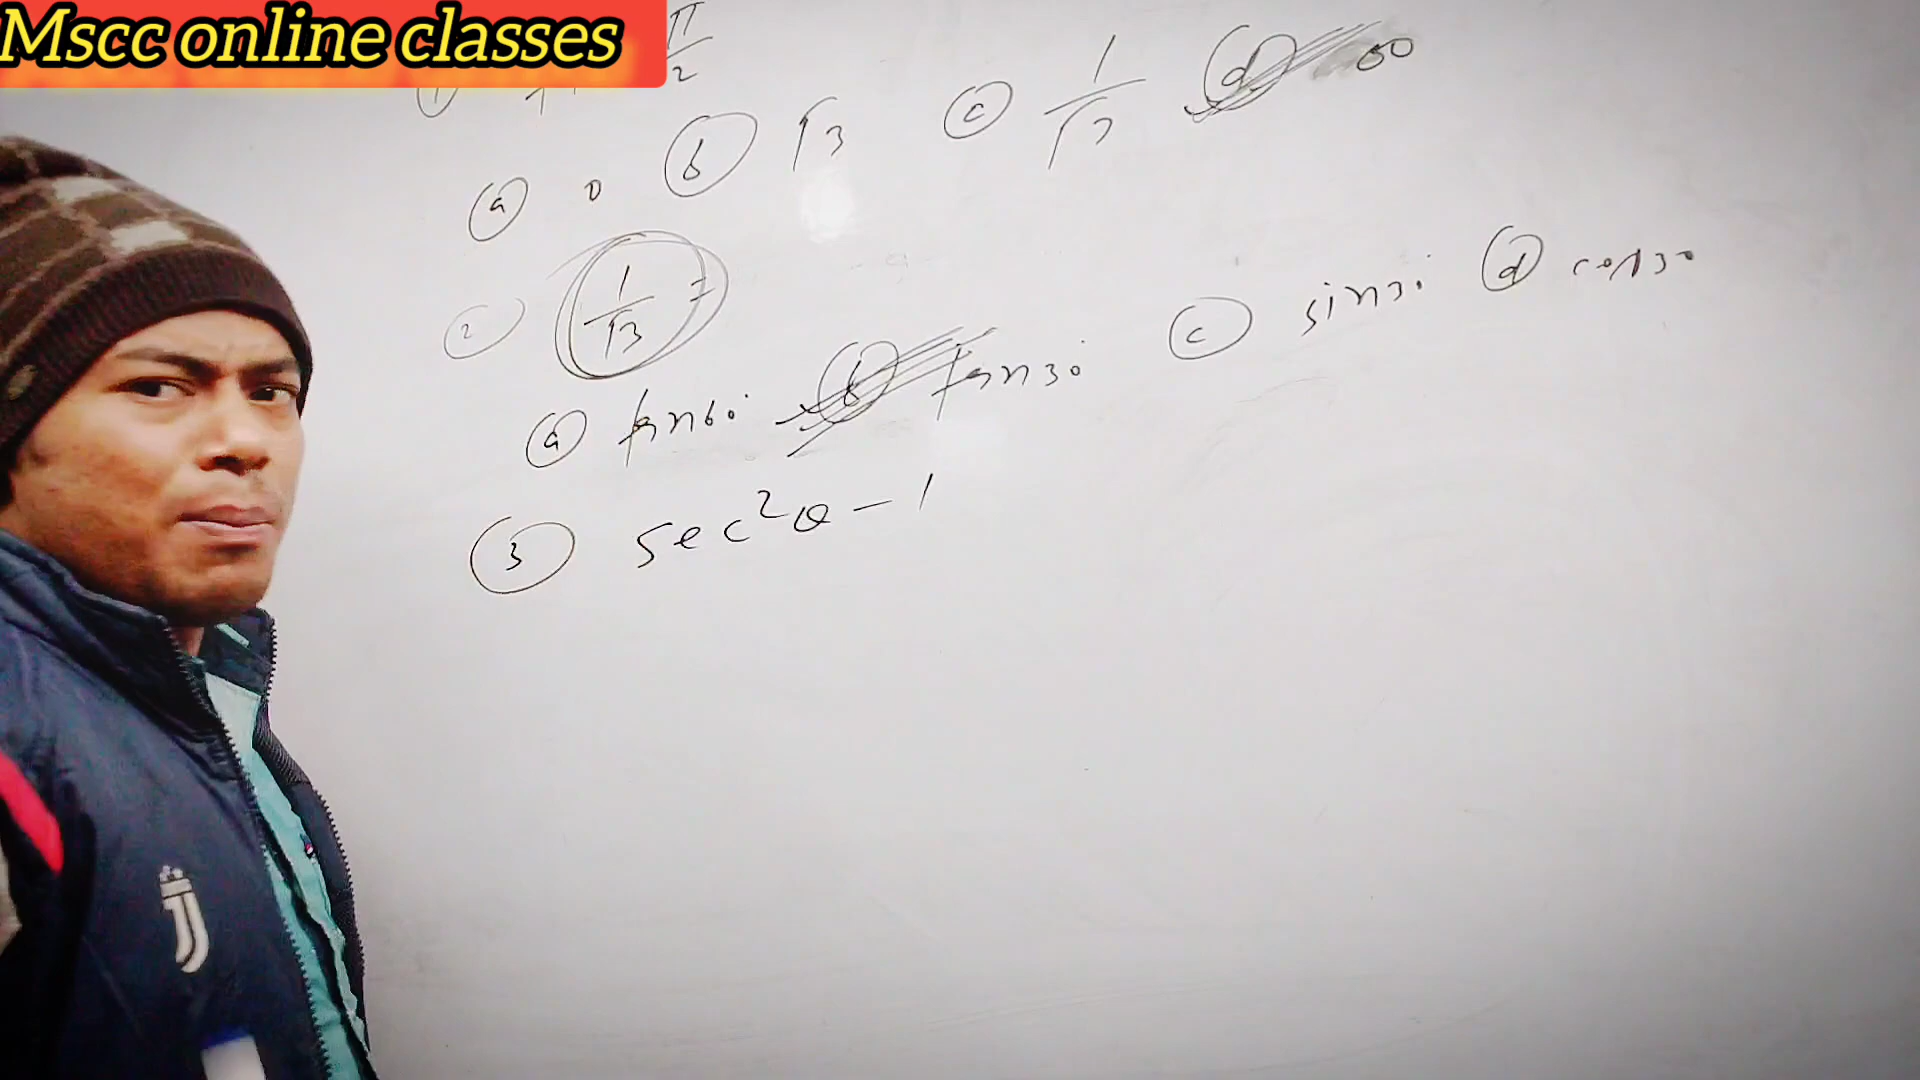 Mscc online classes
π/2
(a) 0 (b) √3 (c) 1/√3 (d) ∞
(2) 1/√3 =
(a) tan60° (b) tan30° (c) sin30° (d) cos30
(3) sec²θ - 1